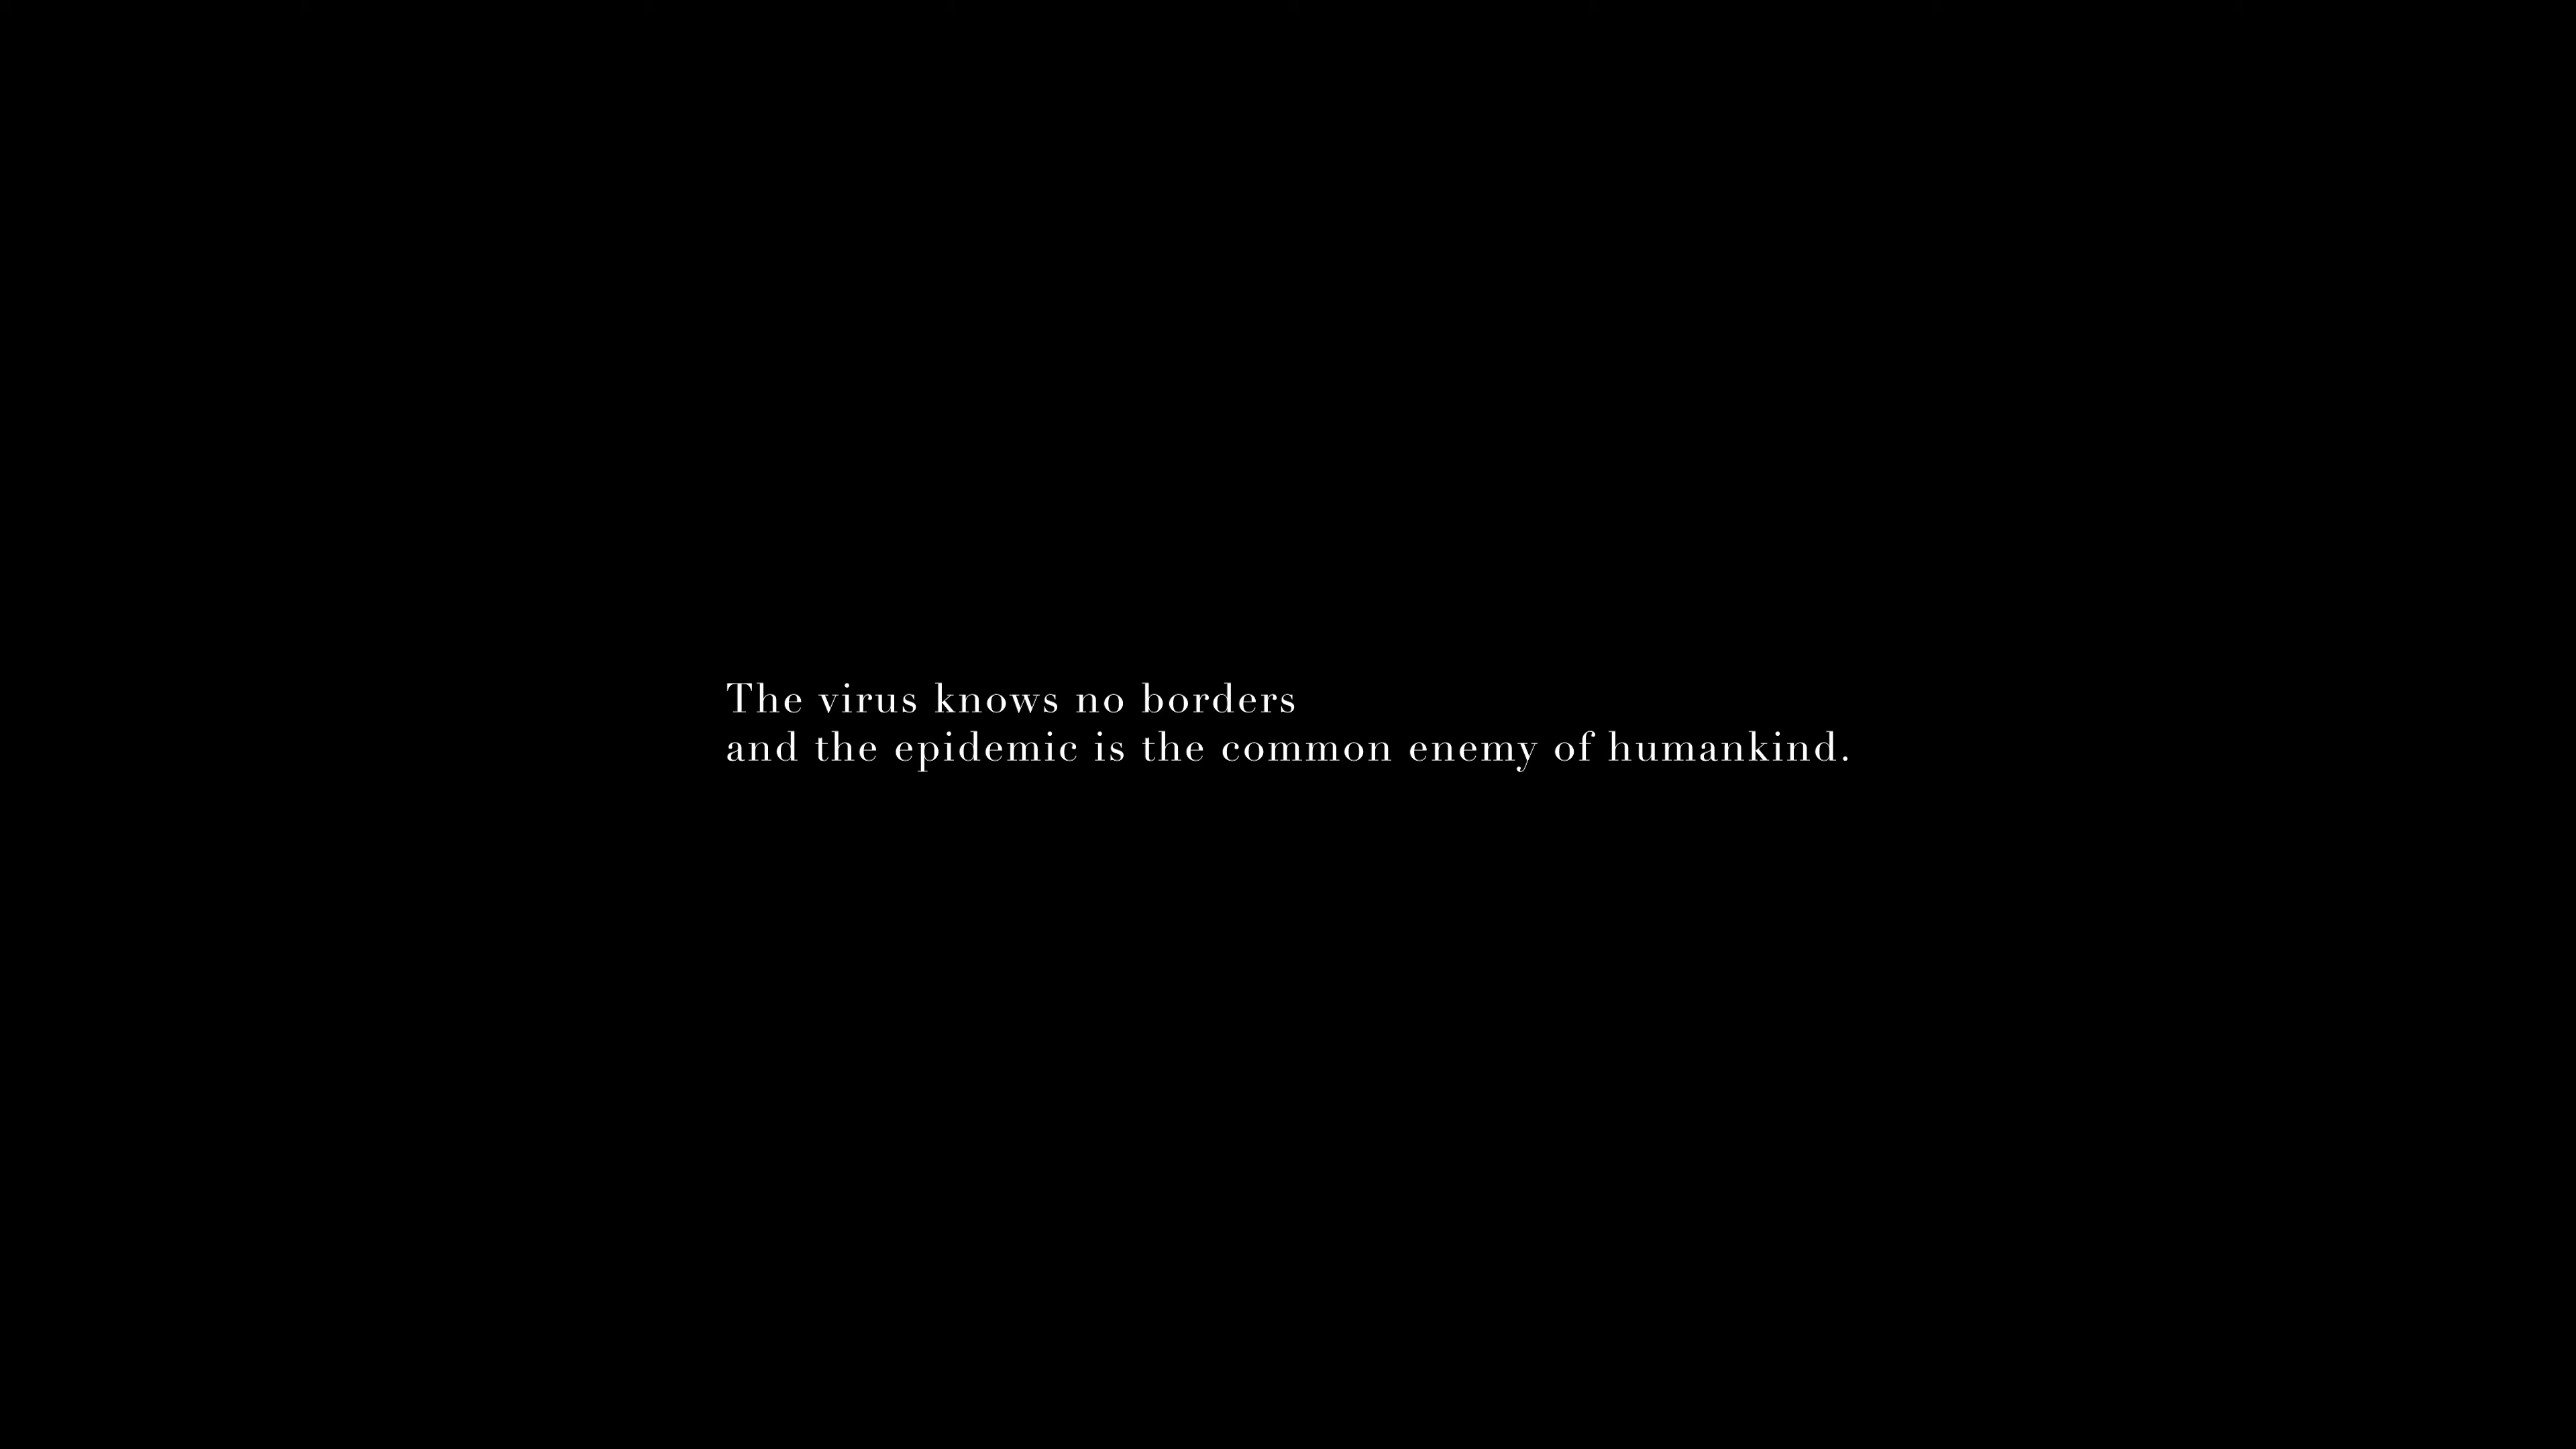 The virus knows no borders
and the epidemic is the common enemy of humankind.